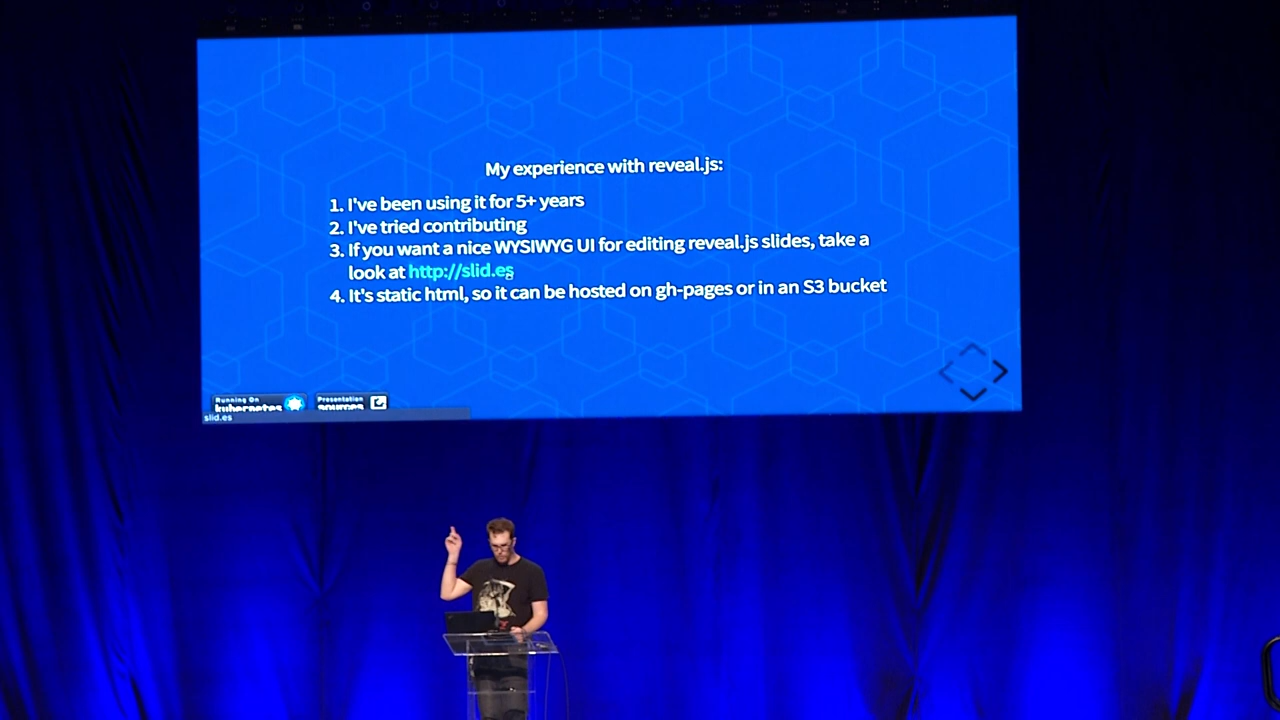 My experience with reveal.js:
1. I've been using it for 5+ years
2. I've tried contributing
3. If you want a nice WYSIWYG UI for editing reveal.js slides, take a
look at http://slid.es
4. It's static html, so it can be hosted on gh-pages or in an S3 bucket
Running On
kubernetes
Presentation
sources
slid.es